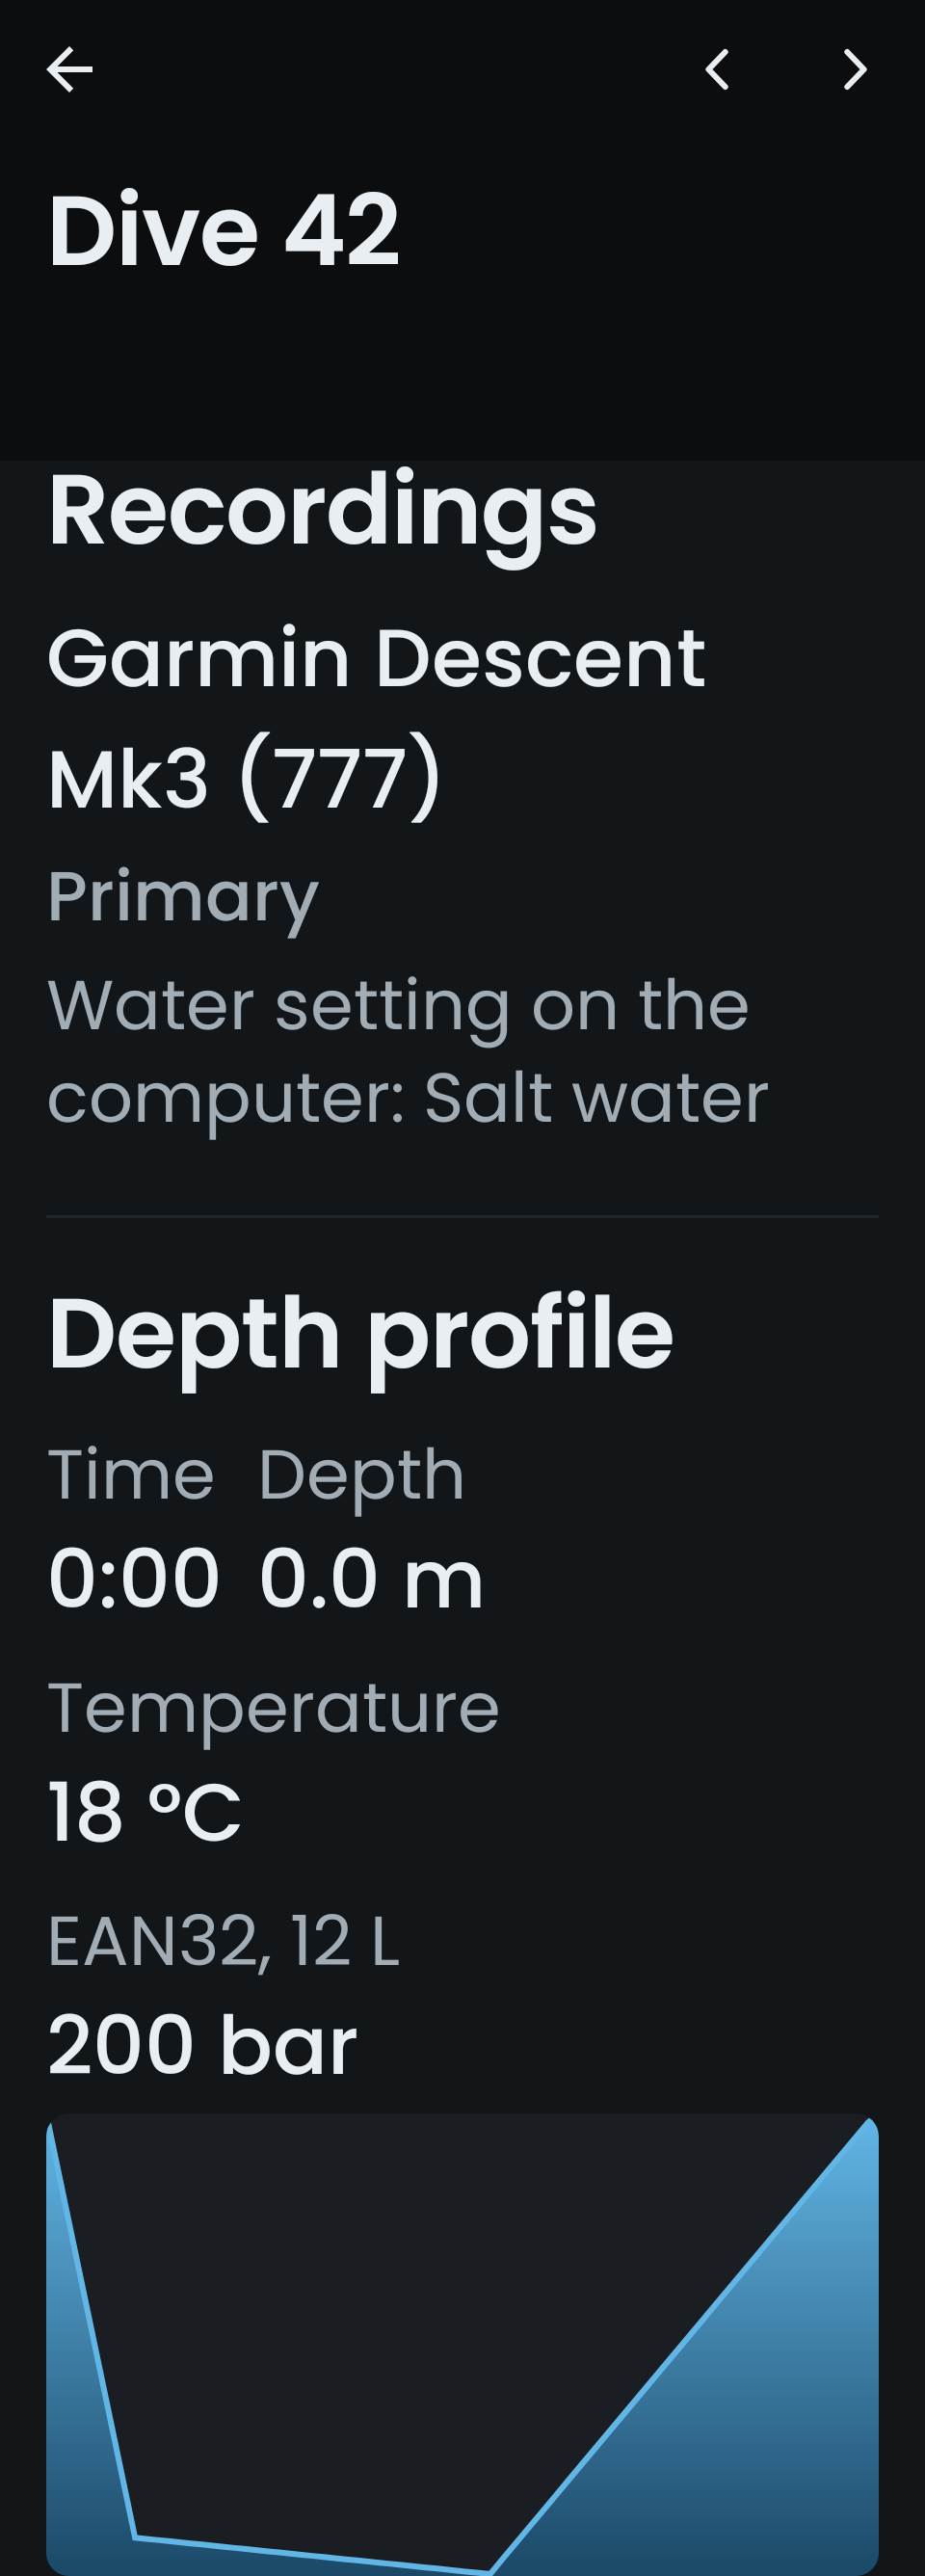 Dive 42
Recordings
Garmin Descent
Mk3 (777)
Primary
Water setting on the
computer: Salt water
Depth profile
Time Depth
0:00 0.0 m
Temperature
18 °C
EAN32, 12 L
200 bar